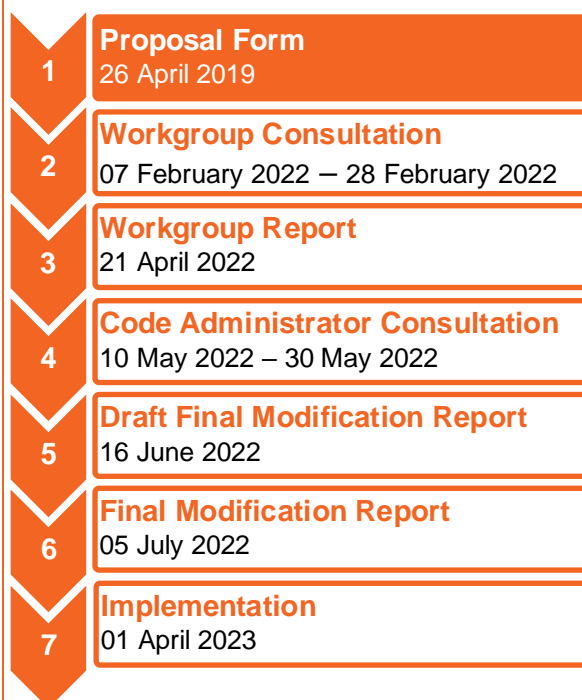 1
Proposal Form
26 April 2019
2
Workgroup Consultation
07 February 2022 – 28 February 2022
3
Workgroup Report
21 April 2022
4
Code Administrator Consultation
10 May 2022 – 30 May 2022
5
Draft Final Modification Report
16 June 2022
6
Final Modification Report
05 July 2022
7
Implementation
01 April 2023